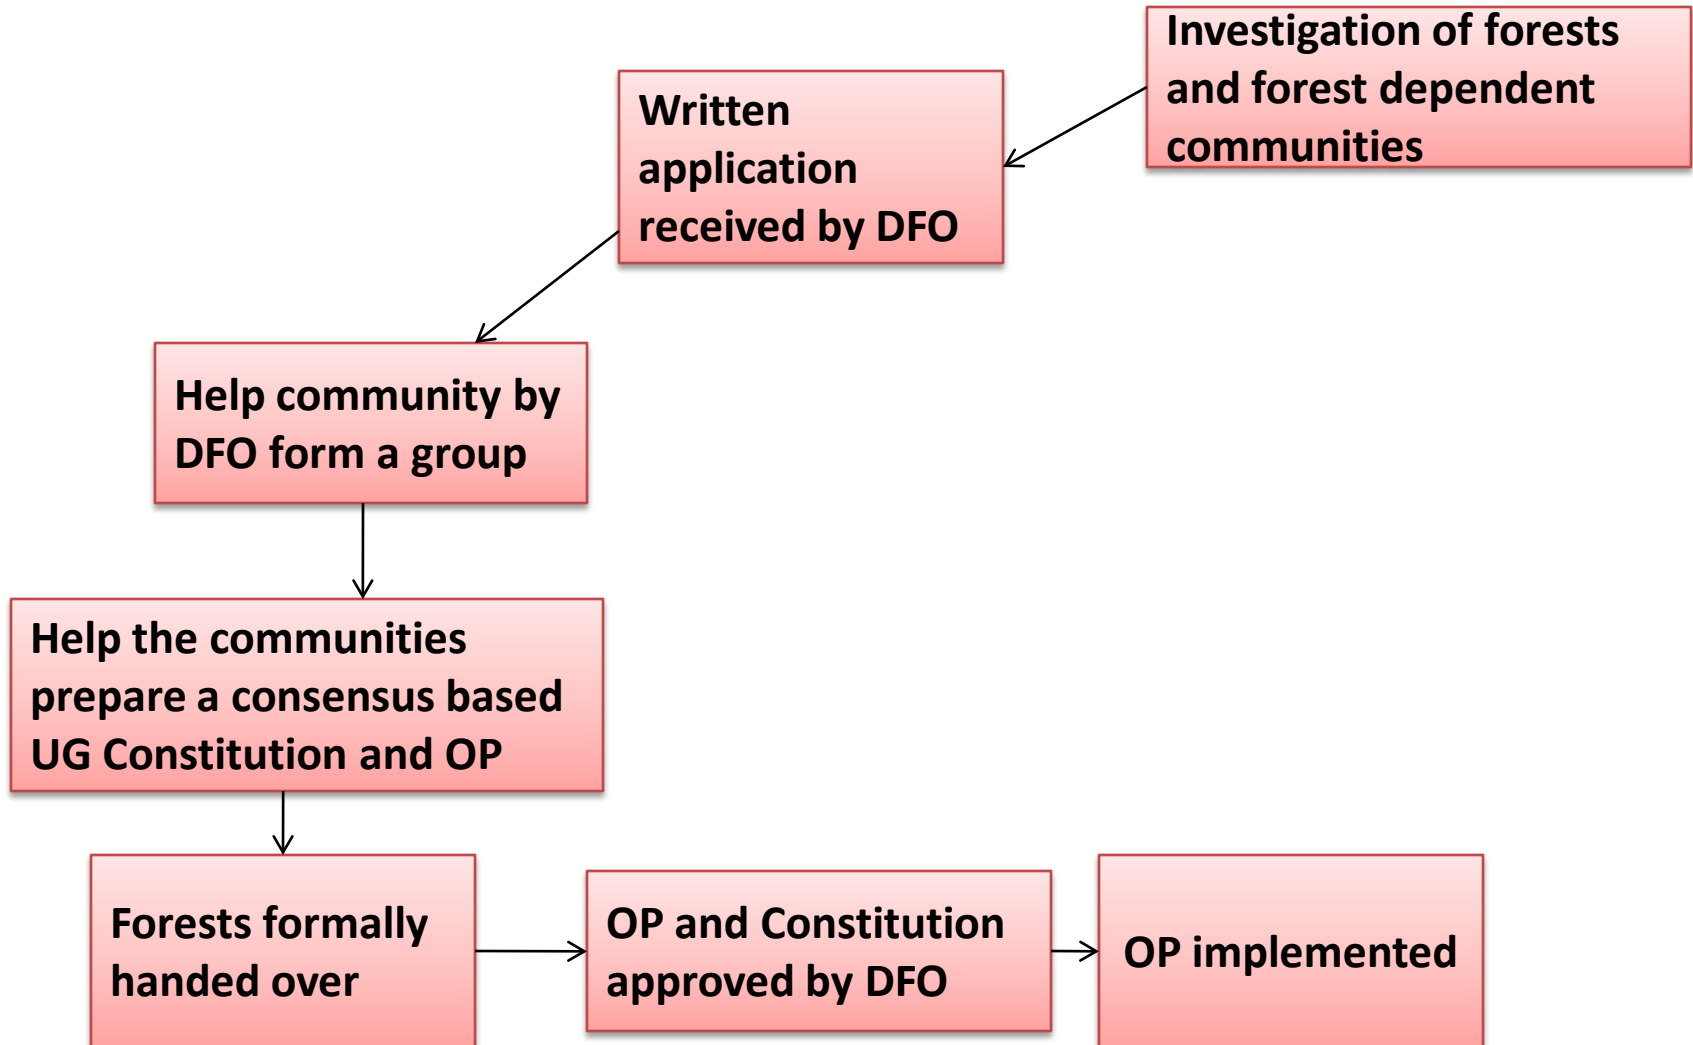 Investigation of forests
and forest dependent
communities
Written
application
received by DFO
Help community by
DFO form a group
Help the communities
prepare a consensus based
UG Constitution and OP
Forests formally
handed over
OP and Constitution
approved by DFO
OP implemented